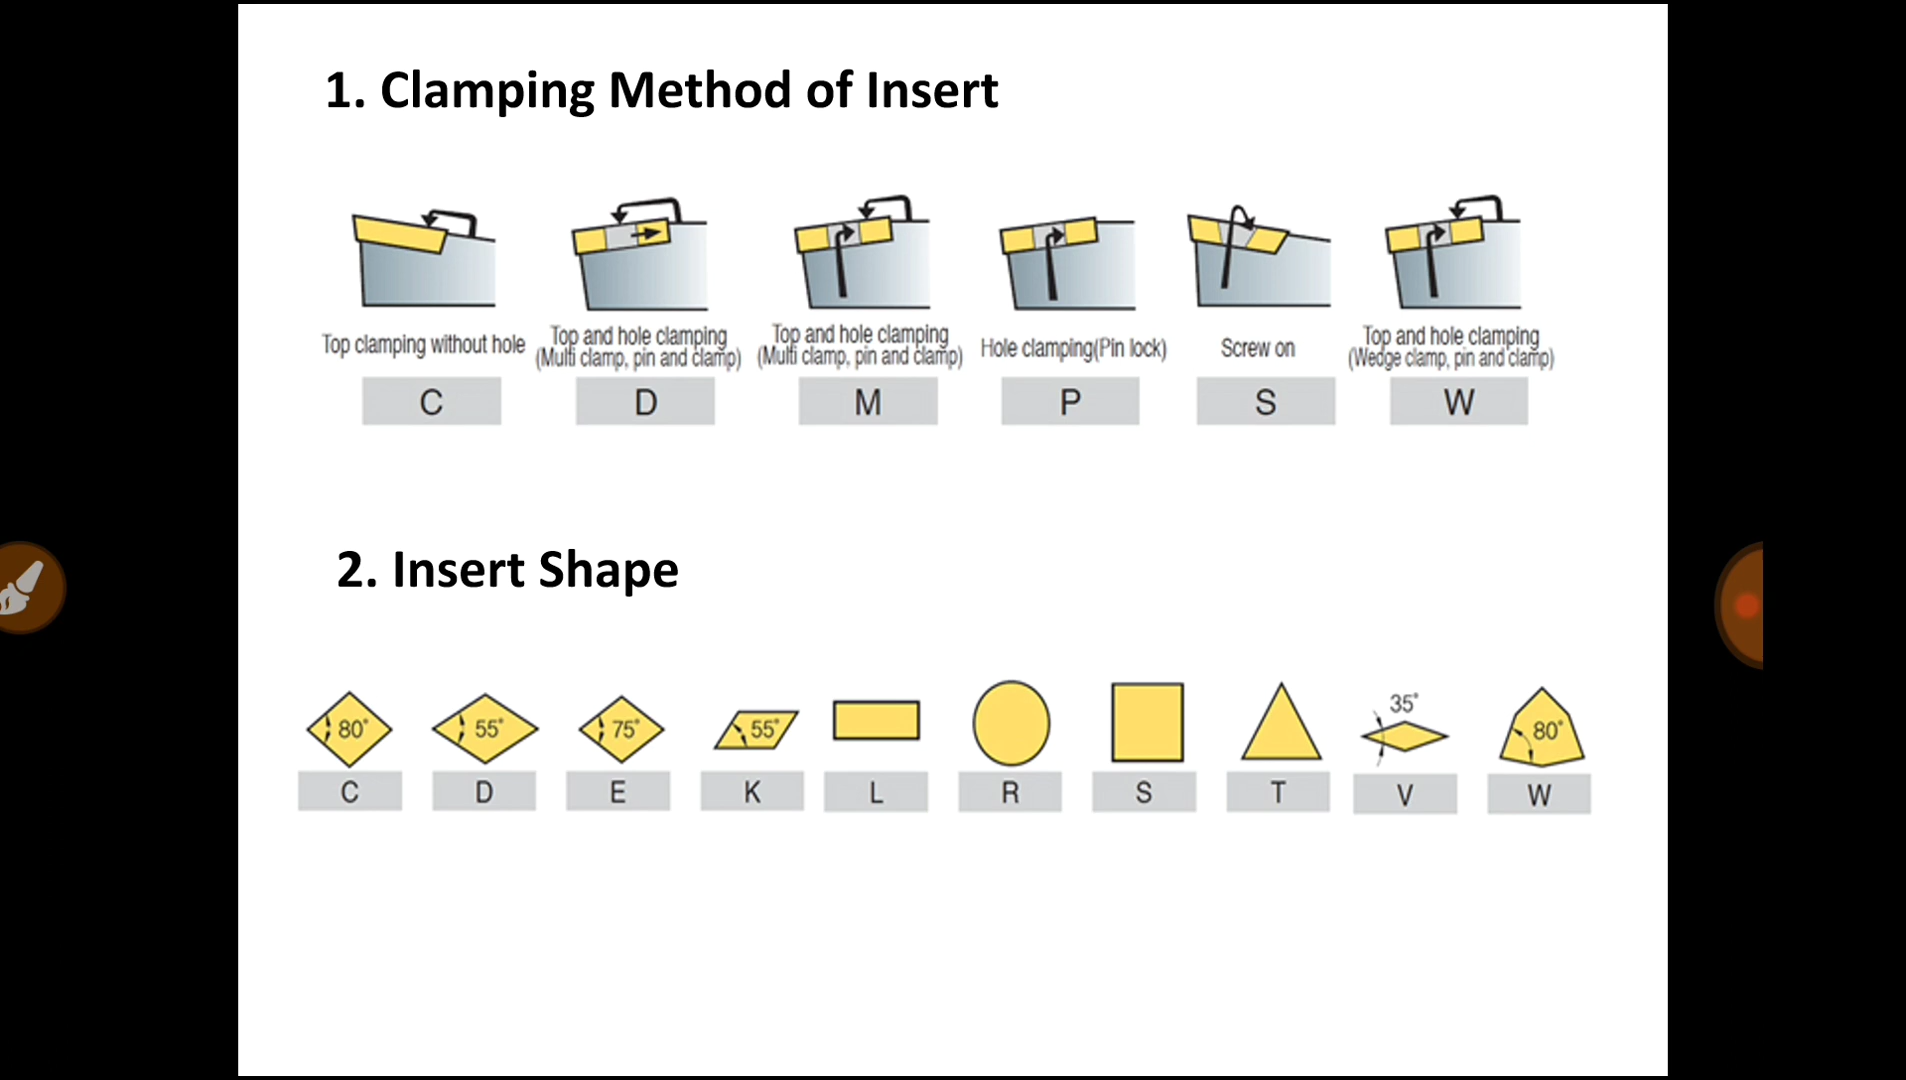 1. Clamping Method of Insert
Top clamping without hole
Top and hole clamping
(Multi clamp, pin and clamp)
Top and hole clamping
(Multi clamp, pin and clamp)
Hole clamping(Pin lock)
Screw on
Top and hole clamping
(Wedge clamp, pin and clamp)
C D M P S W
2. Insert Shape
80° 55° 75° 55° 35° 80°
C D E K L R S T V W